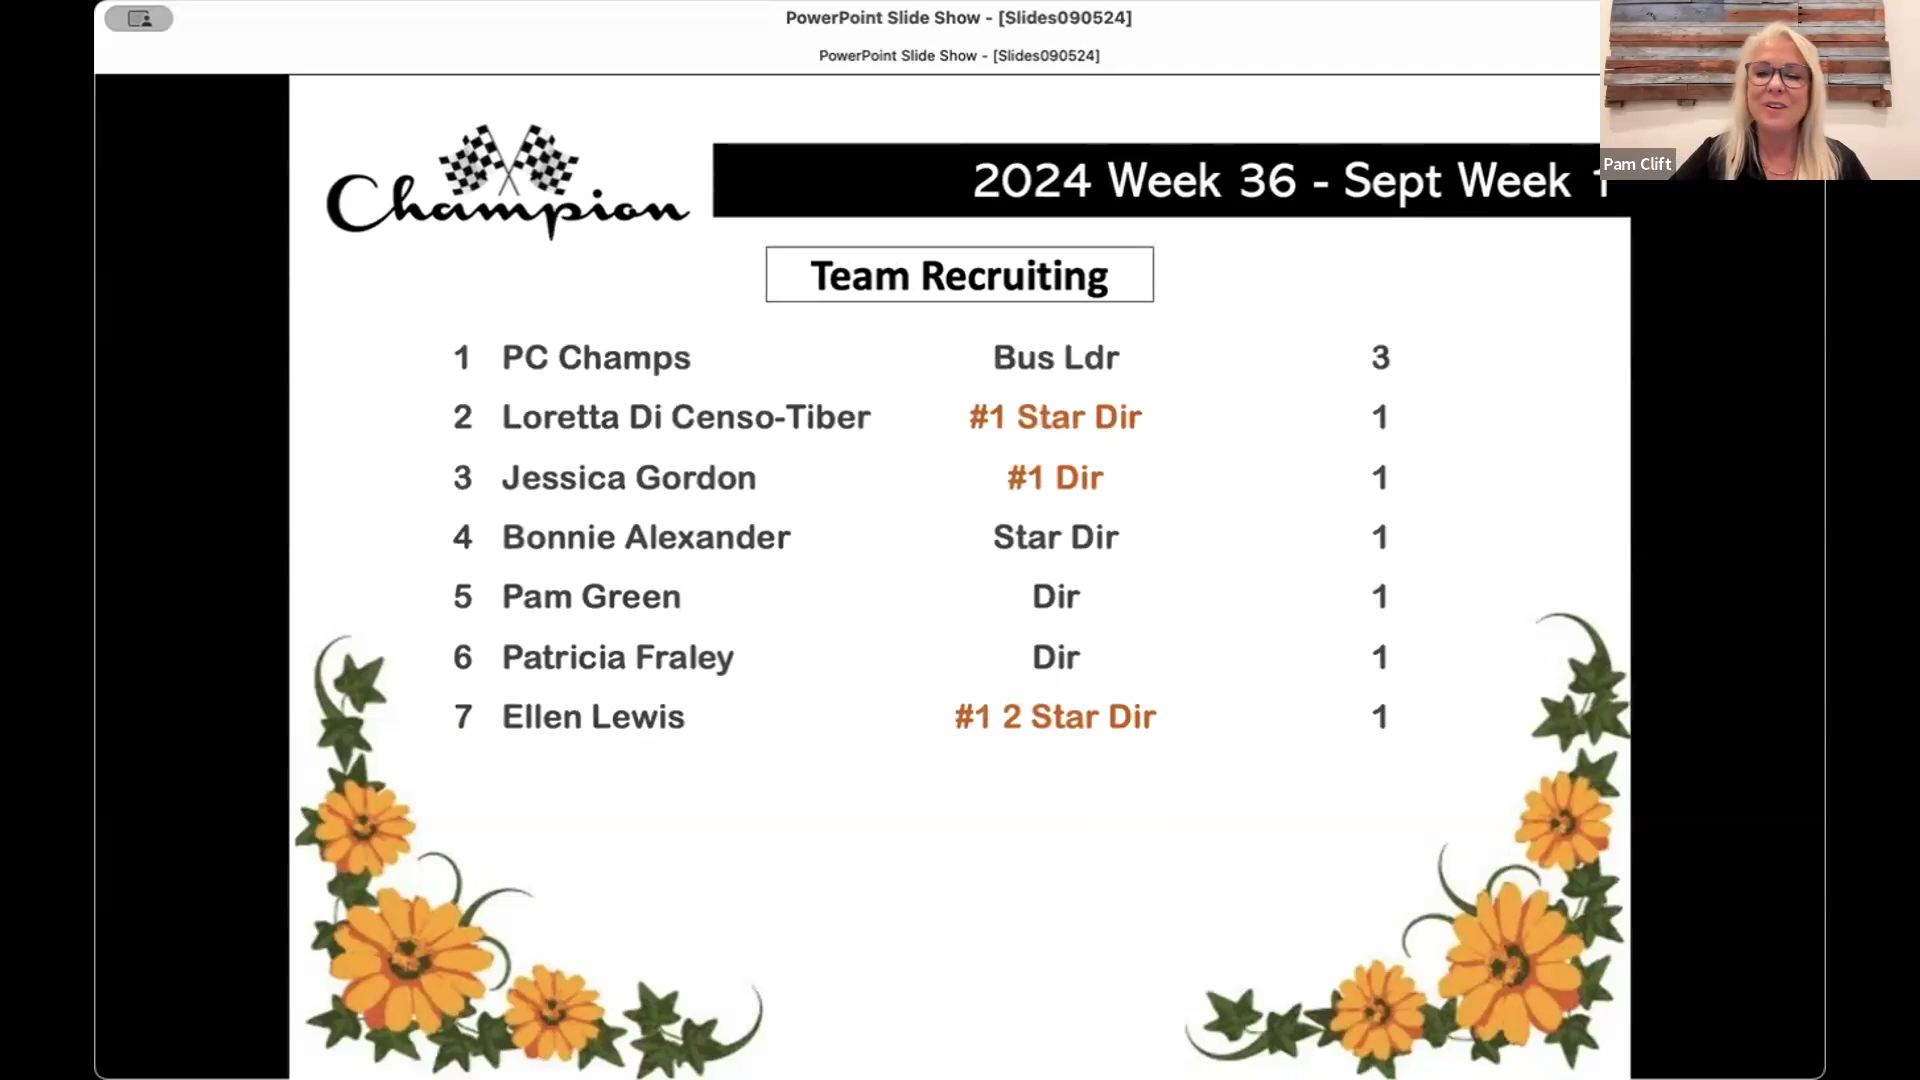 PowerPoint Slide Show - [Slides090524]
PowerPoint Slide Show - [Slides090524]
Pam Clift
Champion
2024 Week 36 - Sept Week 1
Team Recruiting
1 PC Champs Bus Ldr 3
2 Loretta Di Censo-Tiber #1 Star Dir 1
3 Jessica Gordon #1 Dir 1
4 Bonnie Alexander Star Dir 1
5 Pam Green Dir 1
6 Patricia Fraley Dir 1
7 Ellen Lewis #1 2 Star Dir 1